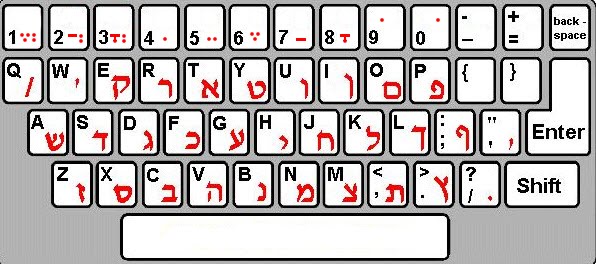 1 ֱ 2 ֲ 3 ֳ 4 ִ 5 ֵ 6 ֶ 7 ַ 8 ָ 9 ֹ 0 · - _ + = back-space
Q / W ' E ק R ר T א Y ט U ו I ן O ם P פ { }
A ש S ד D ג F כ G ע H י J ח K ל L ך : ; ף " ' , Enter
Z ז X ס C ב V ה B נ N מ M צ < , ת > . ץ ? / . Shift